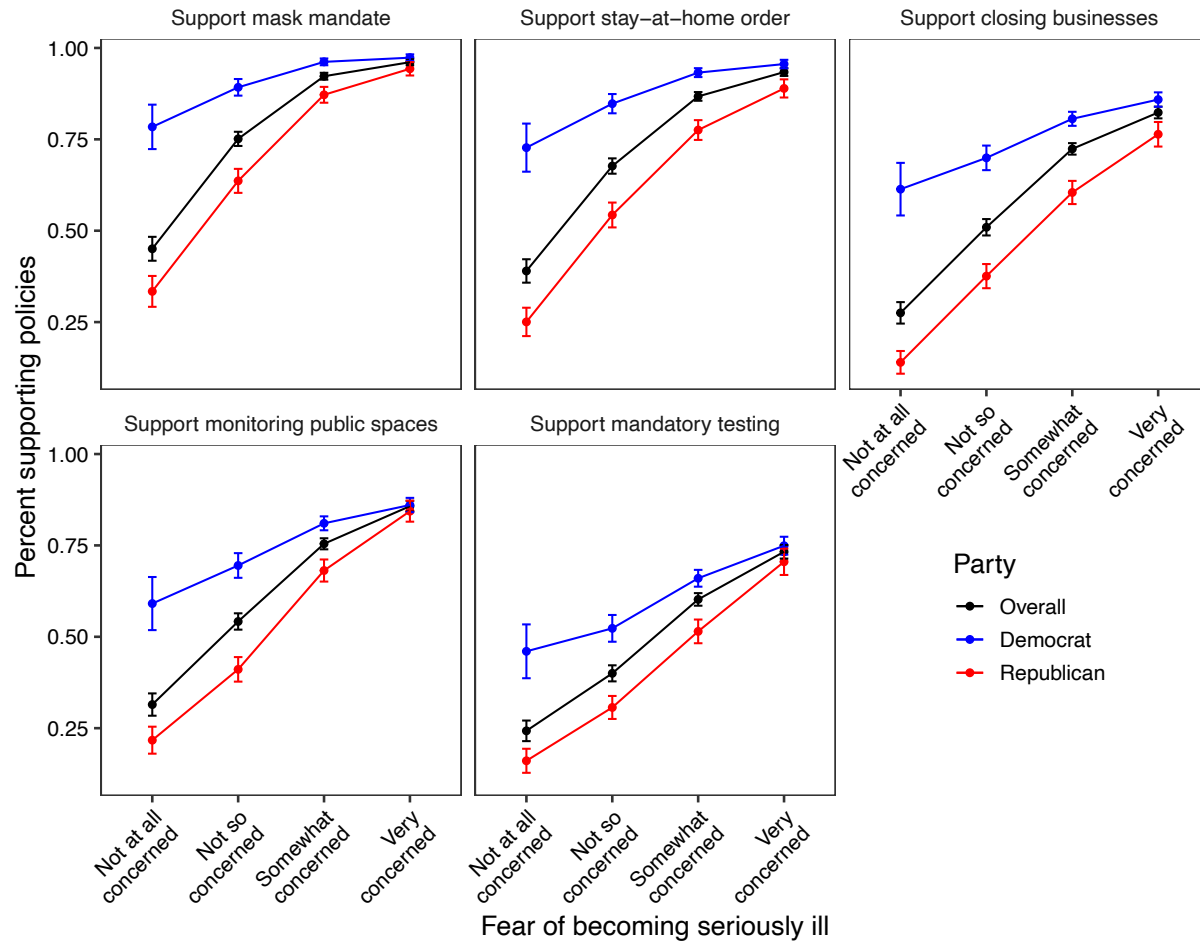 Support mask mandate
Support stay−at−home order
Support closing businesses
Percent supporting policies
1.00
0.75
0.50
0.25
Not at all
concerned
Not so
concerned
Somewhat
concerned
Very
concerned
Support monitoring public spaces
Support mandatory testing
1.00
0.75
0.50
0.25
Party
Overall
Democrat
Republican
Not at all
concerned
Not so
concerned
Somewhat
concerned
Very
concerned
Not at all
concerned
Not so
concerned
Somewhat
concerned
Very
concerned
Fear of becoming seriously ill